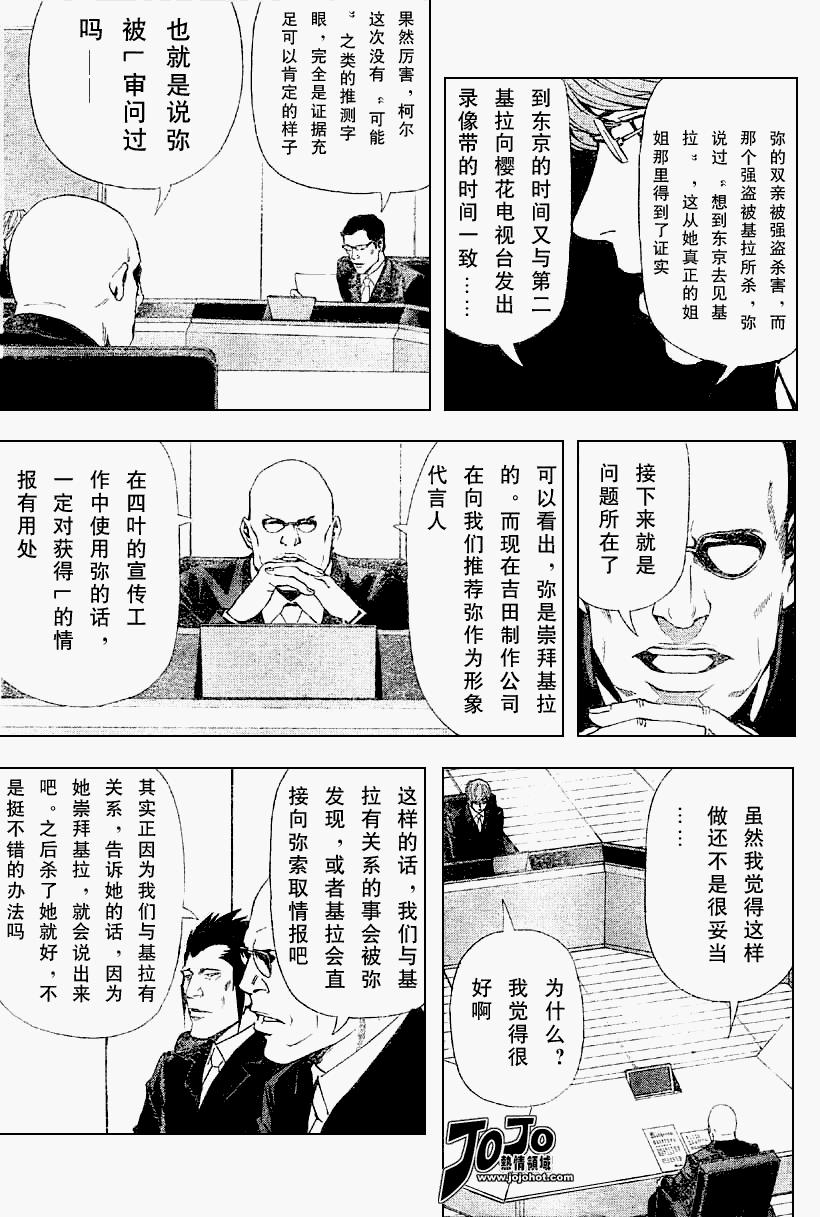 弥的双亲被强盗杀害，而
那个强盗被基拉所杀，弥
说过“想到东京去见基
拉”，这从她真正的姐
姐那里得到了证实
到东京的时间又与第二
基拉向樱花电视台发出
录像带的时间一致……
果然厉害，柯尔
这次没有“可能
”之类的推测字
眼，完全是证据充
足可以肯定的样子
也就是说弥
被L审问过
吗——
接下来就是
问题所在了
可以看出，弥是崇拜基拉
的。而现在吉田制作公司
在向我们推荐弥作为形象
代言人
在四叶的宣传工
作中使用弥的话，
一定对获得L的情
报有用处
虽然我觉得这样
做还不是很妥当
……
为什么？
我觉得很
好啊
这样的话，我们与基
拉有关系的事会被弥
发现，或者基拉会直
接向弥索取情报吧
其实正因为我们与基拉有
关系，告诉她的话，因为
她崇拜基拉，就会说出来
吧。之后杀了她就好，不
是挺不错的办法吗
JOJO
熱情領域
www.jojohot.com